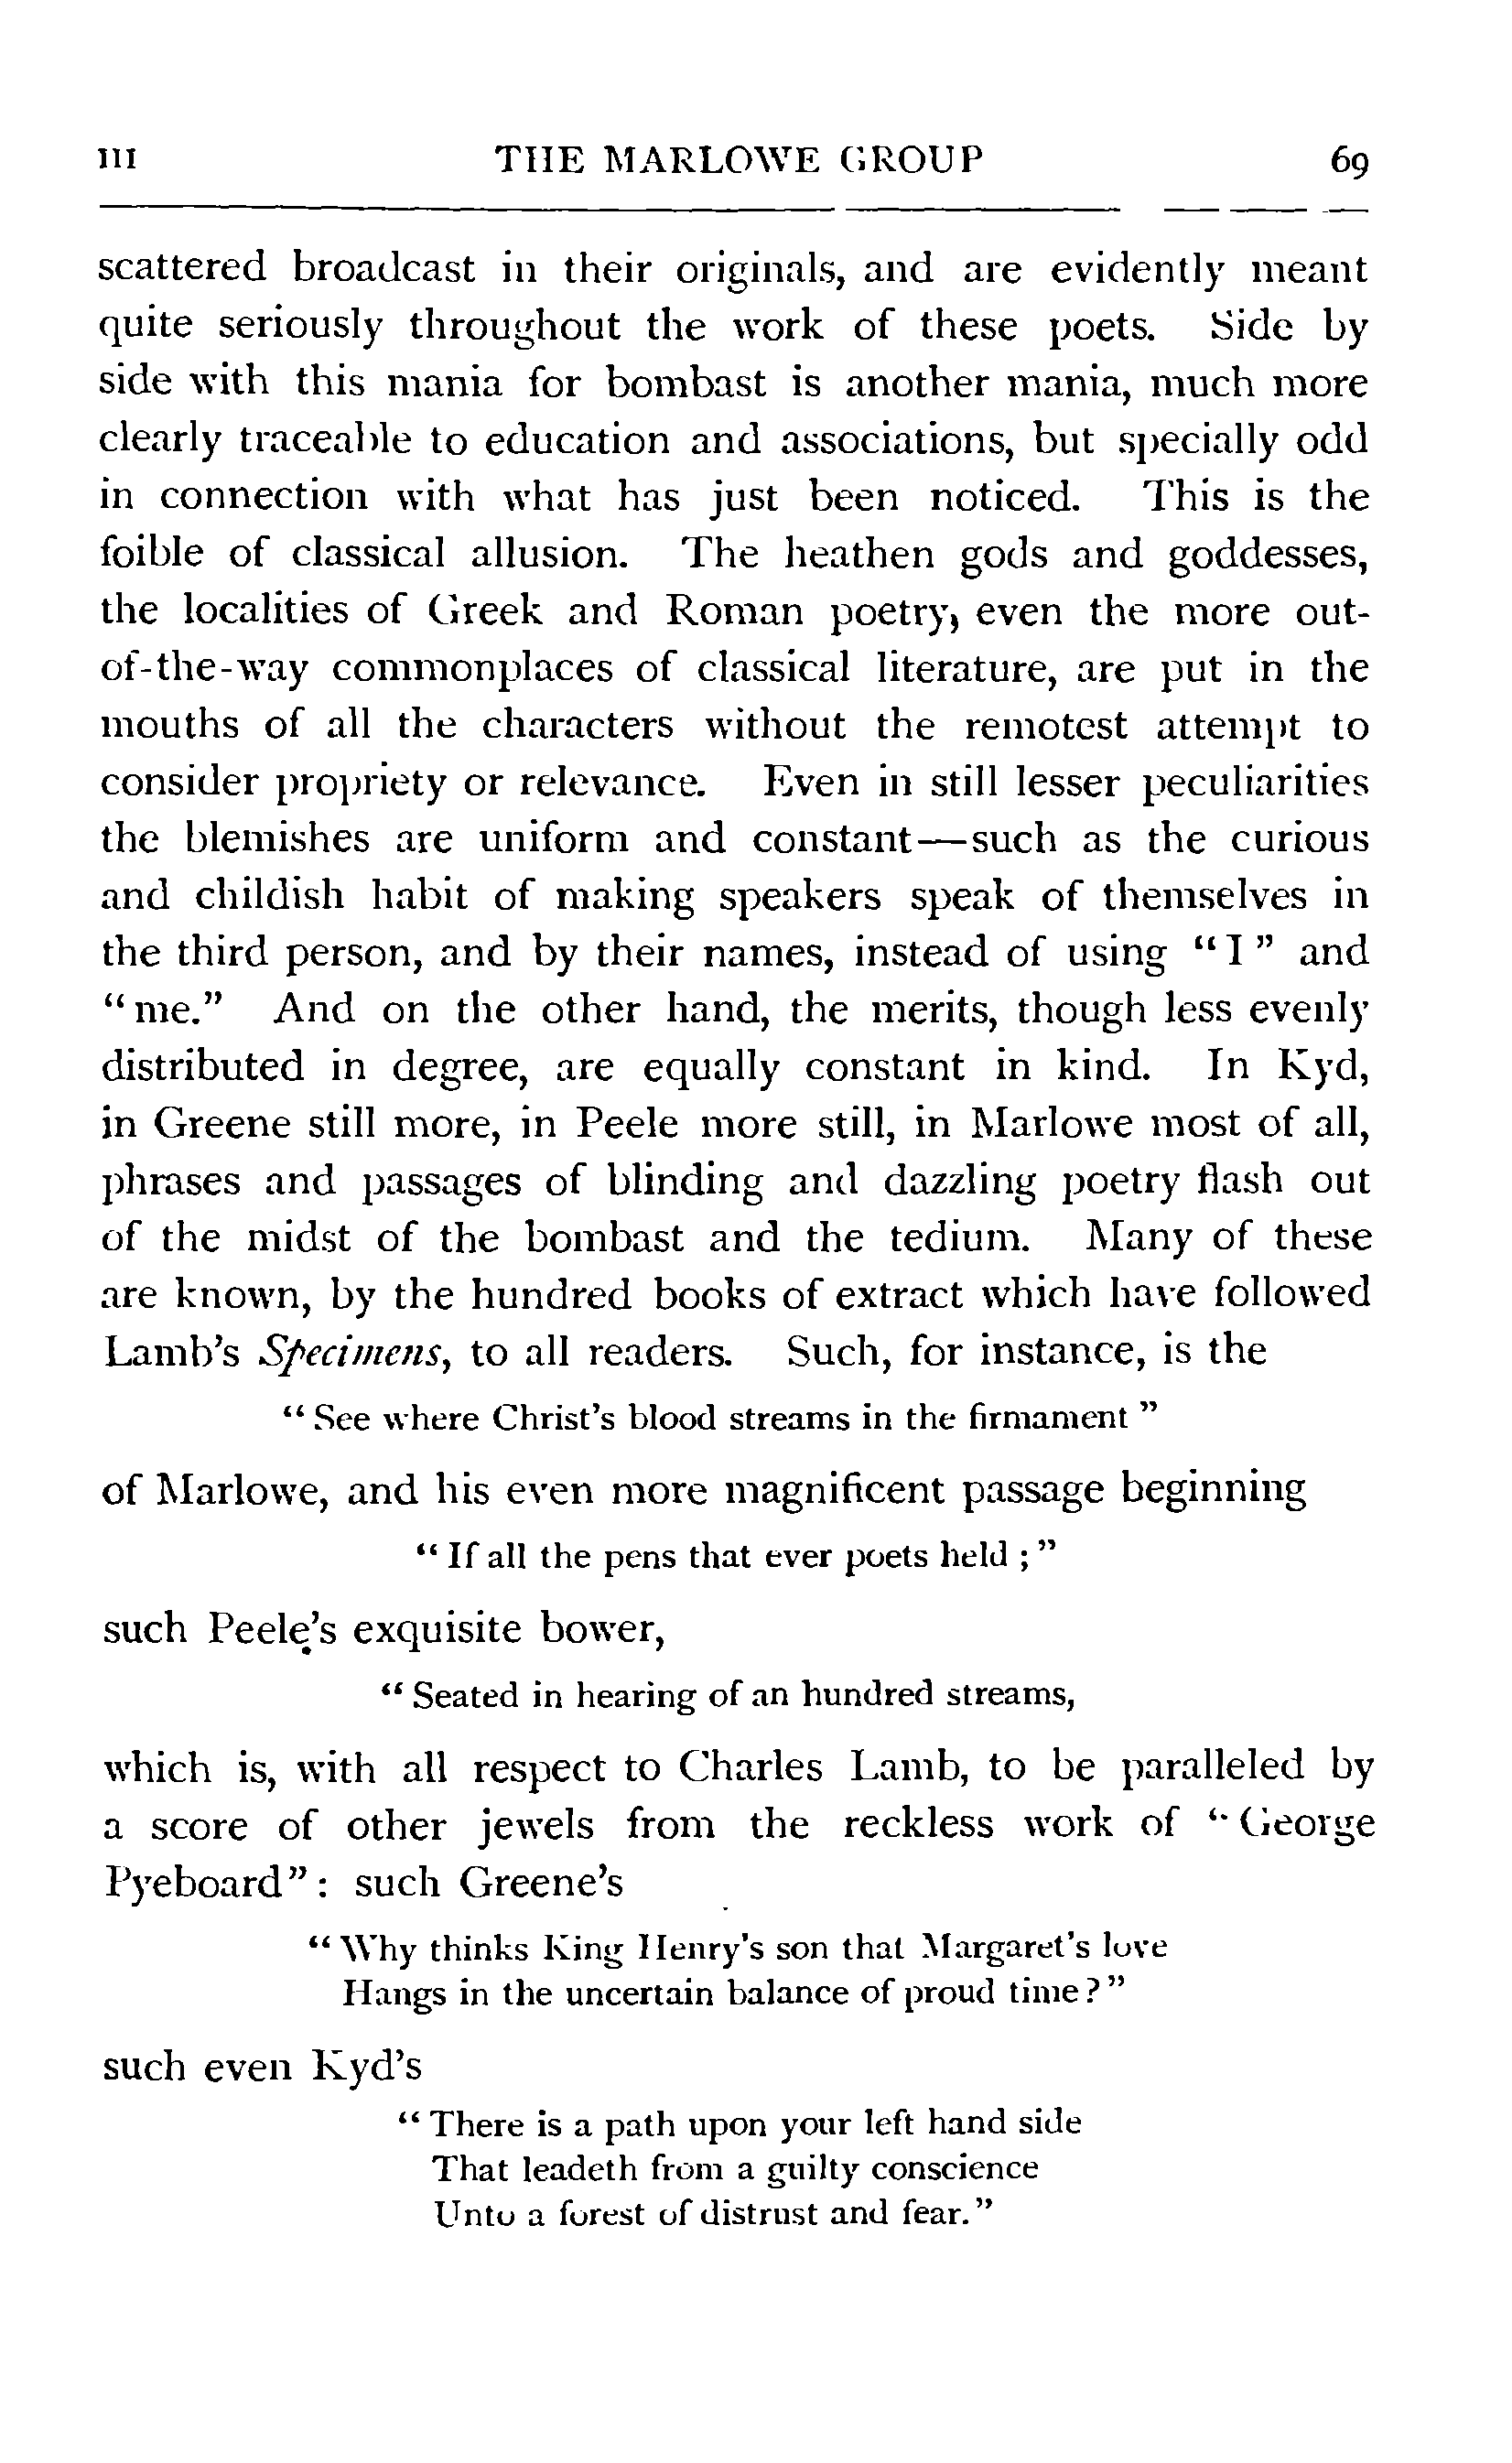 III THE MARLOWE GROUP 69
scattered broadcast in their originals, and are evidently meant
quite seriously throughout the work of these poets. Side by
side with this mania for bombast is another mania, much more
clearly traceable to education and associations, but specially odd
in connection with what has just been noticed. This is the
foible of classical allusion. The heathen gods and goddesses,
the localities of Greek and Roman poetry, even the more out-
of-the-way commonplaces of classical literature, are put in the
mouths of all the characters without the remotest attempt to
consider propriety or relevance. Even in still lesser peculiarities
the blemishes are uniform and constant—such as the curious
and childish habit of making speakers speak of themselves in
the third person, and by their names, instead of using “I” and
“me.” And on the other hand, the merits, though less evenly
distributed in degree, are equally constant in kind. In Kyd,
in Greene still more, in Peele more still, in Marlowe most of all,
phrases and passages of blinding and dazzling poetry flash out
of the midst of the bombast and the tedium. Many of these
are known, by the hundred books of extract which have followed
Lamb’s Specimens, to all readers. Such, for instance, is the
“See where Christ’s blood streams in the firmament”
of Marlowe, and his even more magnificent passage beginning
“If all the pens that ever poets held ;”
such Peele’s exquisite bower,
“Seated in hearing of an hundred streams,
which is, with all respect to Charles Lamb, to be paralleled by
a score of other jewels from the reckless work of “George
Pyeboard”: such Greene’s
“Why thinks King Henry’s son that Margaret’s love
Hangs in the uncertain balance of proud time?”
such even Kyd’s
“There is a path upon your left hand side
That leadeth from a guilty conscience
Unto a forest of distrust and fear.”